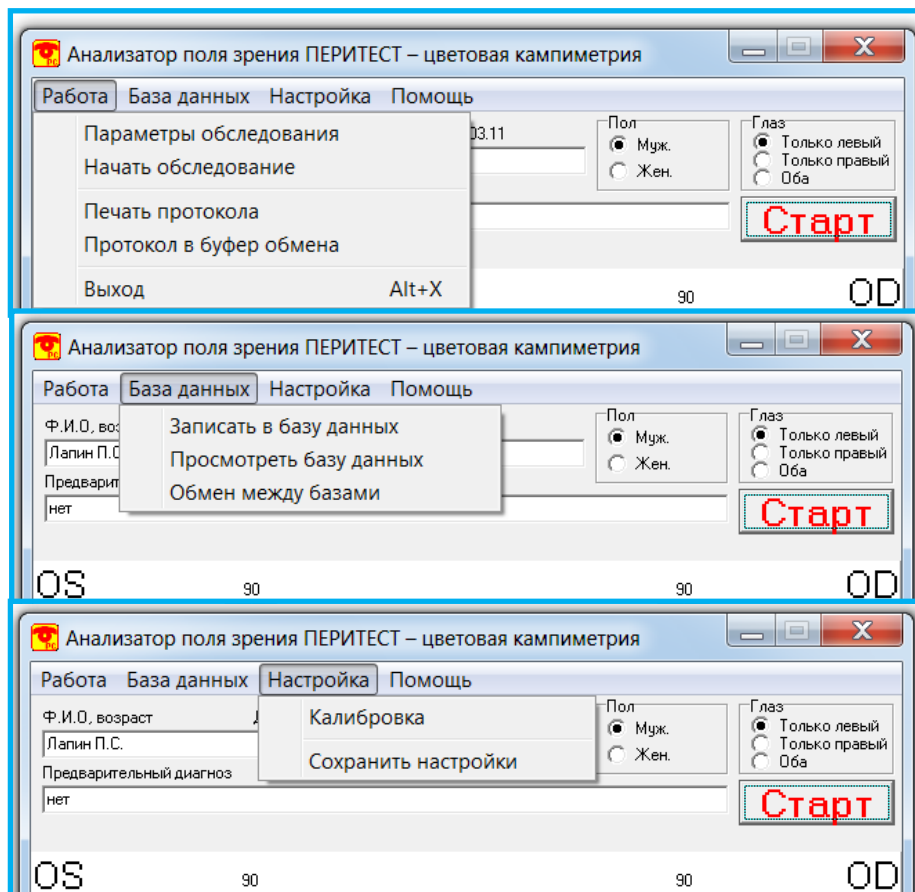 Анализатор поля зрения ПЕРИТЕСТ – цветовая кампиметрия
Работа База данных Настройка Помощь
Параметры обследования
Начать обследование
Печать протокола
Протокол в буфер обмена
Выход Alt+X
03.11
Пол
Муж.
Жен.
Глаз
Только левый
Только правый
Оба
Старт
90 OD
Анализатор поля зрения ПЕРИТЕСТ – цветовая кампиметрия
Работа База данных Настройка Помощь
Ф.И.О, воз
Лапин П.С
Предварит
нет
Записать в базу данных
Просмотреть базу данных
Обмен между базами
Пол
Муж.
Жен.
Глаз
Только левый
Только правый
Оба
Старт
OS 90 90 OD
Анализатор поля зрения ПЕРИТЕСТ – цветовая кампиметрия
Работа База данных Настройка Помощь
Ф.И.О, возраст
Лапин П.С.
Предварительный диагноз
нет
Калибровка
Сохранить настройки
Пол
Муж.
Жен.
Глаз
Только левый
Только правый
Оба
Старт
OS 90 90 OD